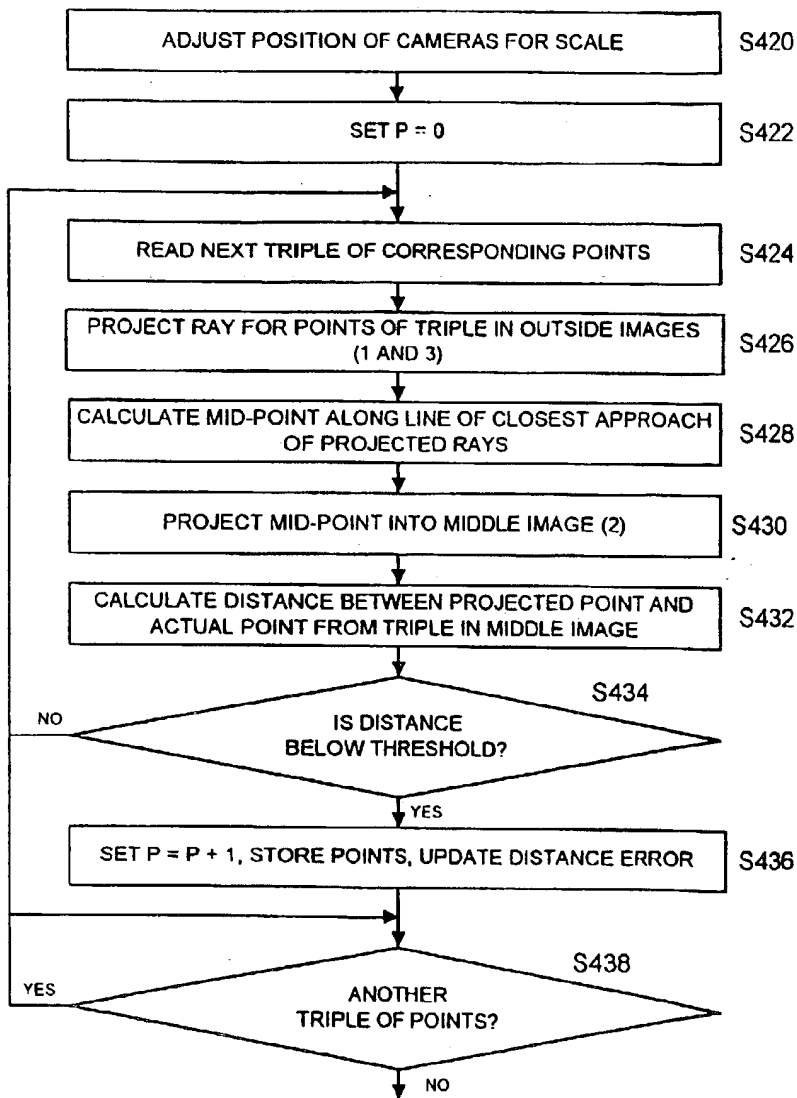 ADJUST POSITION OF CAMERAS FOR SCALE
S420
SET P = 0
S422
READ NEXT TRIPLE OF CORRESPONDING POINTS
S424
PROJECT RAY FOR POINTS OF TRIPLE IN OUTSIDE IMAGES
(1 AND 3)
S426
CALCULATE MID-POINT ALONG LINE OF CLOSEST APPROACH
OF PROJECTED RAYS
S428
PROJECT MID-POINT INTO MIDDLE IMAGE (2)
S430
CALCULATE DISTANCE BETWEEN PROJECTED POINT AND
ACTUAL POINT FROM TRIPLE IN MIDDLE IMAGE
S432
S434
NO
IS DISTANCE
BELOW THRESHOLD?
YES
SET P = P + 1, STORE POINTS, UPDATE DISTANCE ERROR
S436
S438
YES
ANOTHER
TRIPLE OF POINTS?
NO